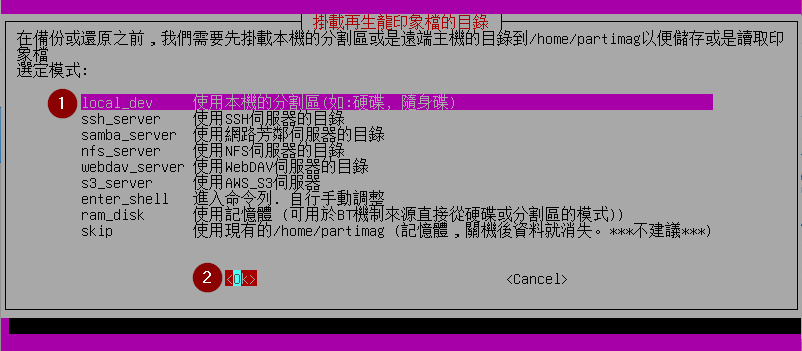 掛載再生龍印象檔的目錄
在備份或還原之前,我們需要先掛載本機的分割區或是遠端主機的目錄到/home/partimag以便儲存或是讀取印
象檔
選定模式:
1 local_dev 使用本機的分割區(如:硬碟, 隨身碟)
ssh_server 使用SSH伺服器的目錄
samba_server 使用網路芳鄰伺服器的目錄
nfs_server 使用NFS伺服器的目錄
webdav_server 使用WebDAV伺服器的目錄
s3_server 使用AWS_S3伺服器
enter_shell 進入命令列. 自行手動調整
ram_disk 使用記憶體 (可用於BT機制來源直接從硬碟或分割區的模式))
skip 使用現有的/home/partimag (記憶體,關機後資料就消失。***不建議***)
2 <Ok> <Cancel>